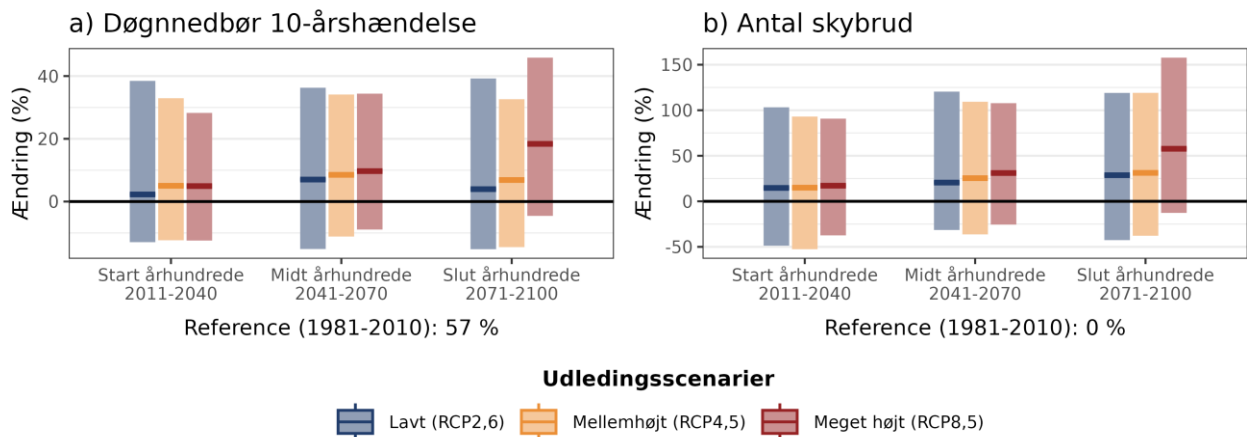 a) Døgnnedbør 10-årshændelse
b) Antal skybrud
Ændring (%)
40
20
0
Start århundrede
2011-2040
Midt århundrede
2041-2070
Slut århundrede
2071-2100
Reference (1981-2010): 57 %
Ændring (%)
150
100
50
0
-50
Start århundrede
2011-2040
Midt århundrede
2041-2070
Slut århundrede
2071-2100
Reference (1981-2010): 0 %
Udledingsscenarier
Lavt (RCP2,6)
Mellemhøjt (RCP4,5)
Meget højt (RCP8,5)